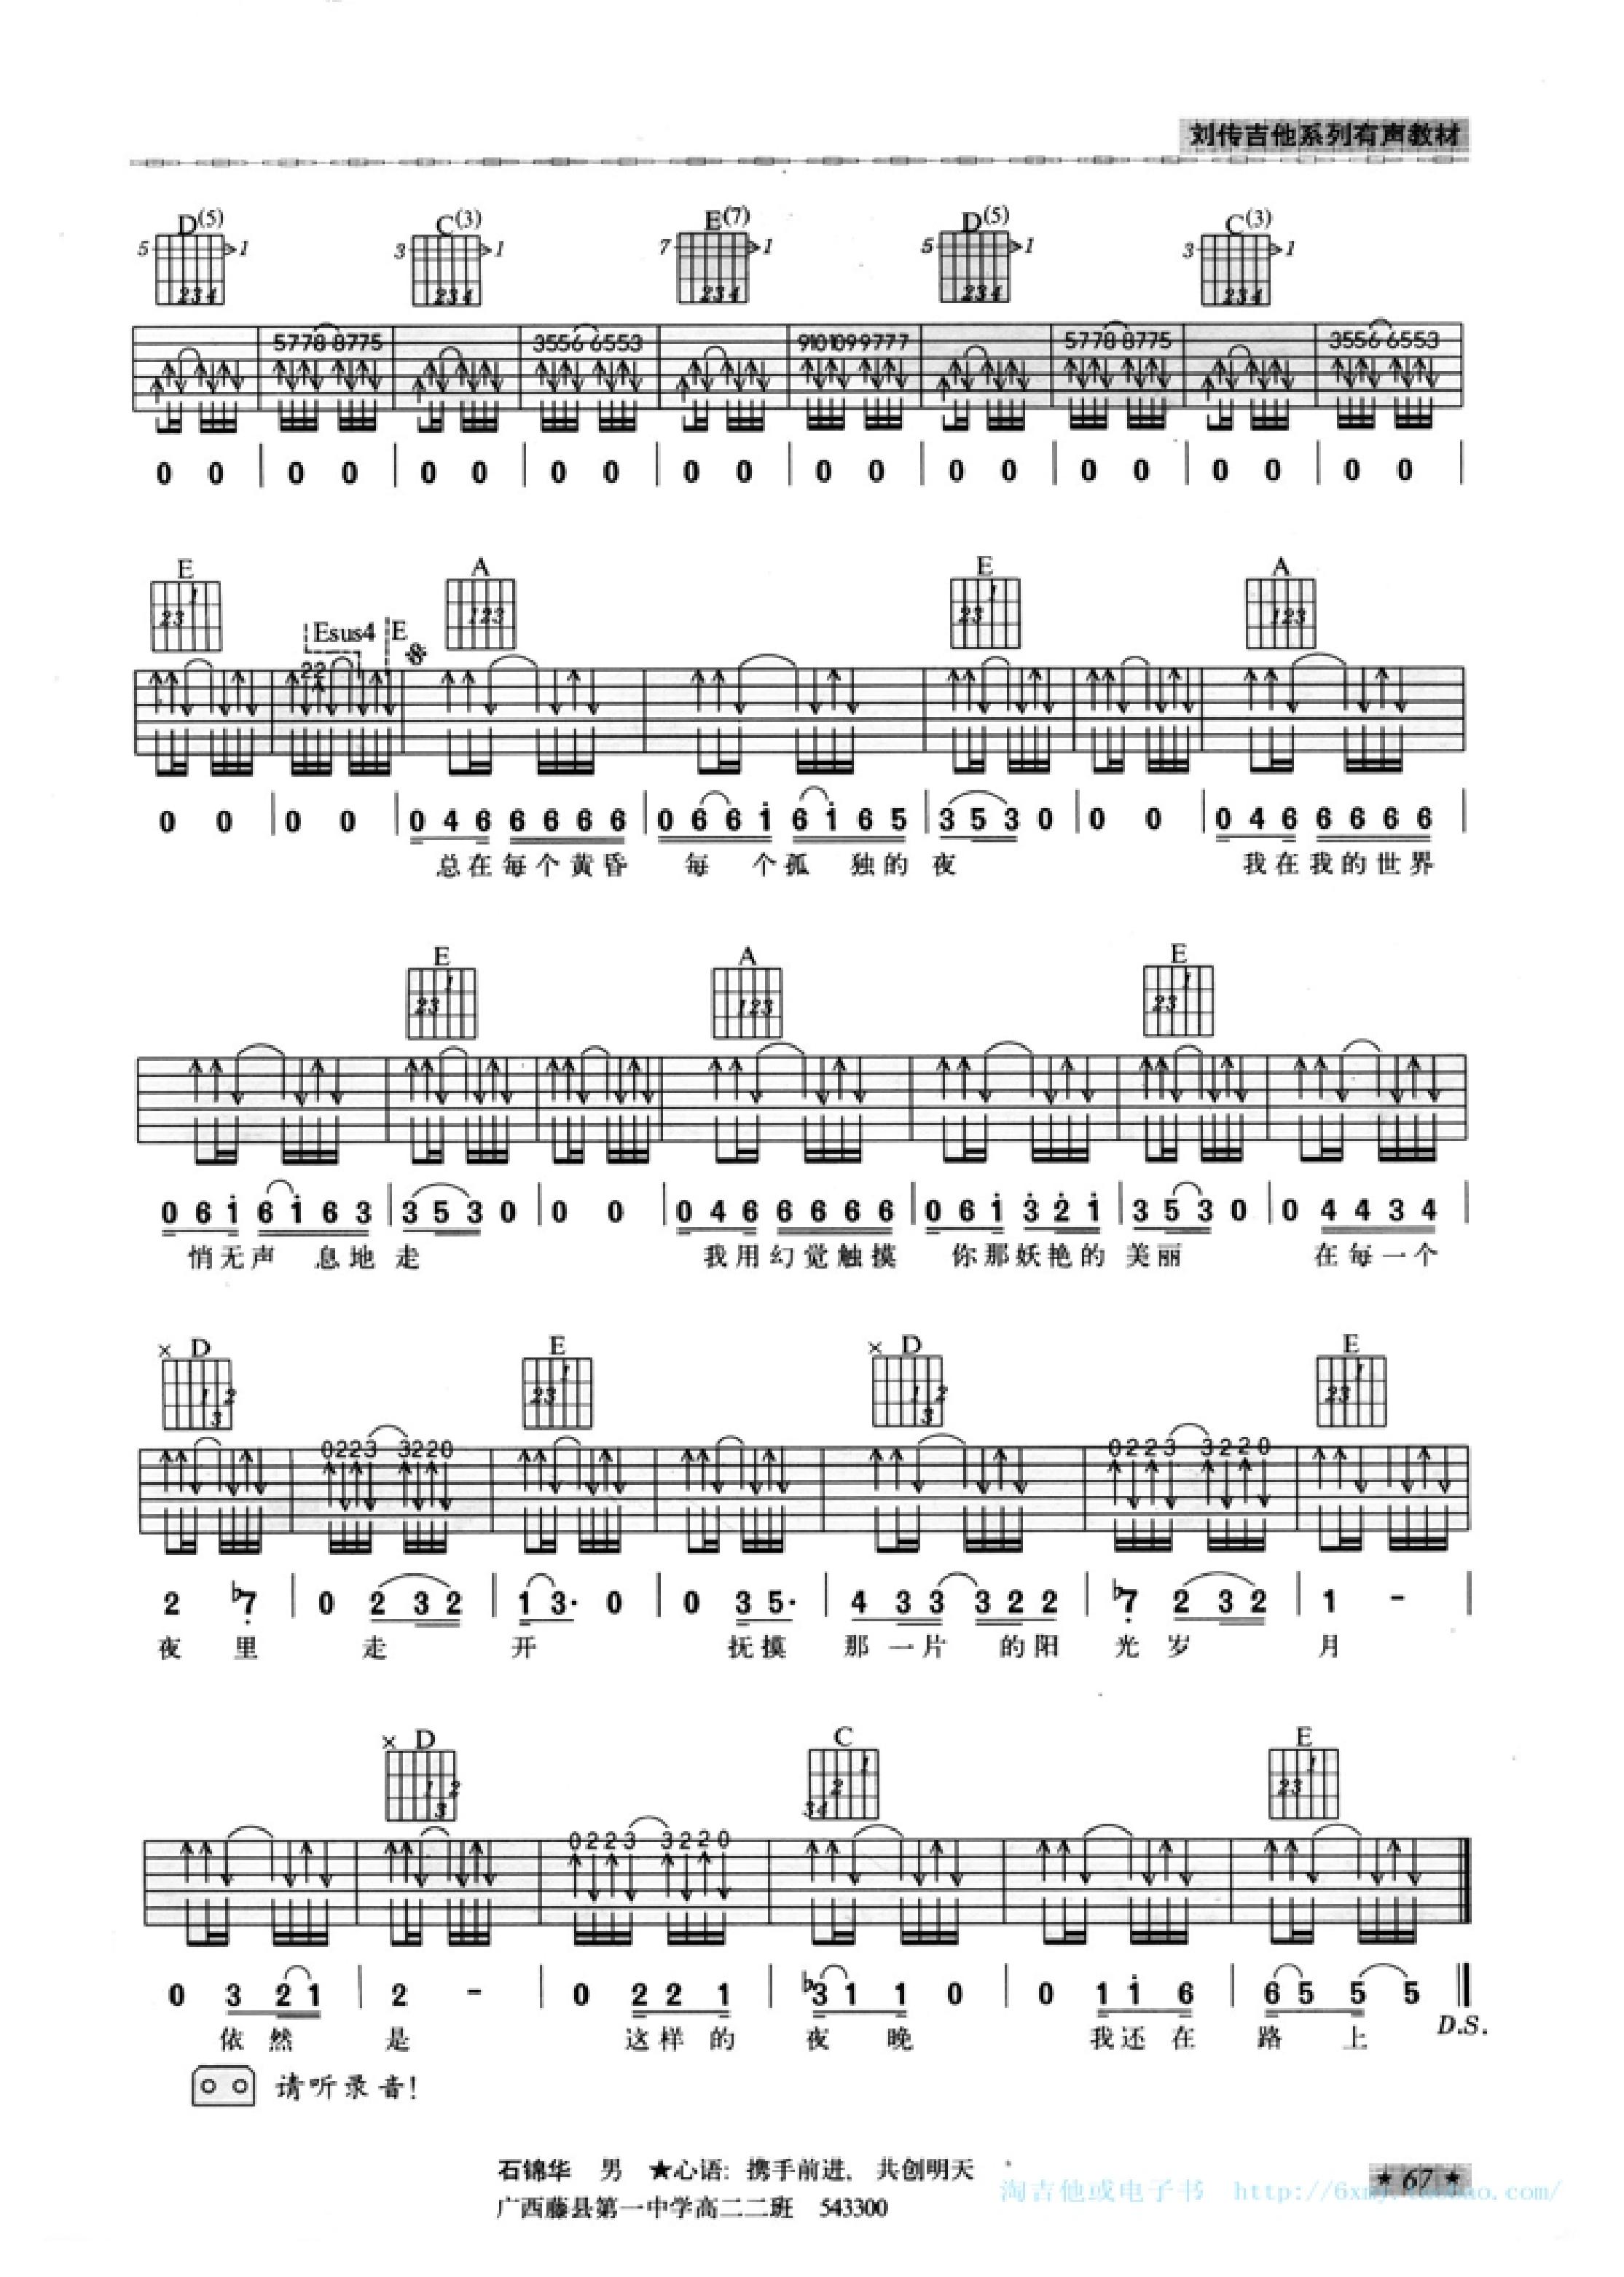 刘传吉他系列有声教材
D(5) C(3) E(7) D(5) C(3)
5 1 3 1 7 1 5 1 3 1
234 234 234 234 234
5778 8775 3556 6553 9101099777 5778 8775 3556 6553
0 0 | 0 0 | 0 0 | 0 0 | 0 0 | 0 0 | 0 0 | 0 0 | 0 0 | 0 0 |
E A E A
1 23 123 1 23 123
Esus4 E
22
0 0 | 0 0 | 0 4 6 6 6 6 6 | 0 6 6 i 6 i 6 5 | 3 5 3 0 | 0 0 | 0 4 6 6 6 6 6 |
总在每个黄昏 每 个孤 独的 夜 我在我的世界
E A E
1 23 123 1 23
0 6 i 6 i 6 3 | 3 5 3 0 | 0 0 | 0 4 6 6 6 6 6 | 0 6 i 3 2 i | 3 5 3 0 | 0 4 4 3 4 |
悄无声 息地 走 我用幻觉触摸 你那妖艳的 美丽 在每一个
× D E × D E
1 2 3 1 23 1 2 3 1 23
0223 3220 0223 3220
2 ♭7 | 0 2 3 2 | 1 3· 0 | 0 3 5· | 4 3 3 3 2 2 | ♭7 2 3 2 | 1 - |
夜 里 走 开 抚摸 那 一片 的阳 光 岁 月
× D C E
1 2 3 1 2 34 1 23
0223 3220
0 3 2 1 | 2 - | 0 2 2 1 | ♭3 1 1 0 | 0 1 i 6 | 6 5 5 5 ‖
依 然 是 这样 的 夜 晚 我还 在 路 上 D.S.
请听录音!
石锦华 男 ★心语: 携手前进, 共创明天
广西藤县第一中学高二二班 543300
★ 67 ★
淘吉他或电子书